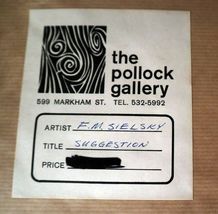 the
pollock
gallery
599 MARKHAM ST. TEL. 532-5992
ARTIST F.M. SIELSKY
TITLE SUGGESTION
PRICE